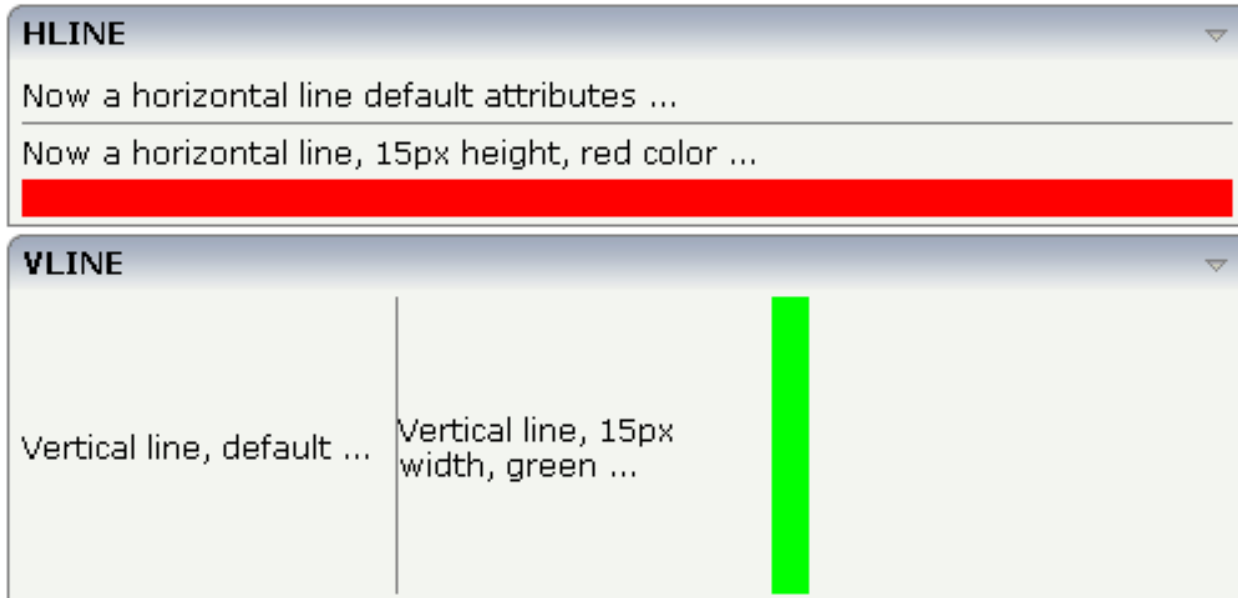 HLINE
Now a horizontal line default attributes ...
Now a horizontal line, 15px height, red color ...
VLINE
Vertical line, default ...
Vertical line, 15px
width, green ...